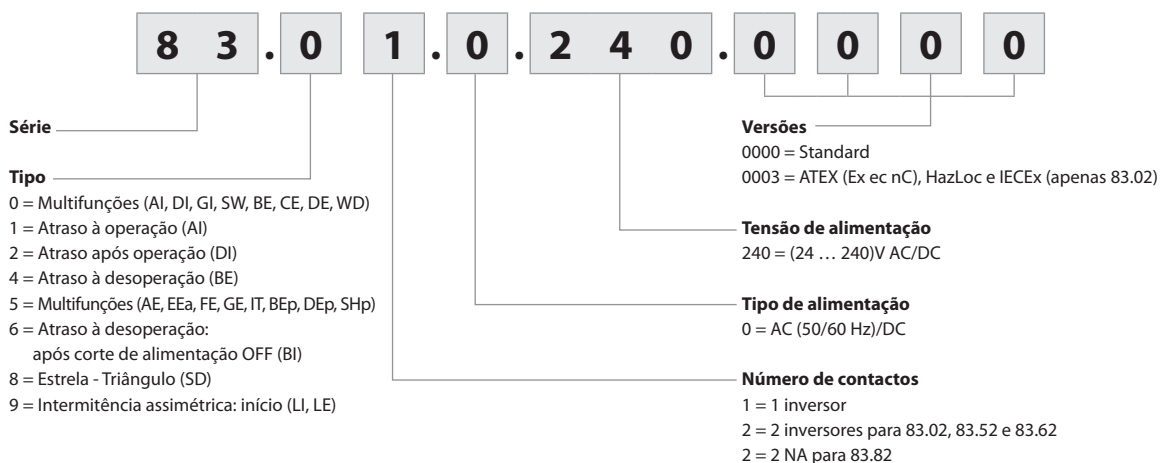 8 3 . 0 1 . 0 . 2 4 0 . 0 0 0 0
Série
Tipo
0 = Multifunções (AI, DI, GI, SW, BE, CE, DE, WD)
1 = Atraso à operação (AI)
2 = Atraso após operação (DI)
4 = Atraso à desoperação (BE)
5 = Multifunções (AE, EEa, FE, GE, IT, BEp, DEp, SHp)
6 = Atraso à desoperação:
após corte de alimentação OFF (BI)
8 = Estrela - Triângulo (SD)
9 = Intermitência assimétrica: início (LI, LE)
Versões
0000 = Standard
0003 = ATEX (Ex ec nC), HazLoc e IECEx (apenas 83.02)
Tensão de alimentação
240 = (24 … 240)V AC/DC
Tipo de alimentação
0 = AC (50/60 Hz)/DC
Número de contactos
1 = 1 inversor
2 = 2 inversores para 83.02, 83.52 e 83.62
2 = 2 NA para 83.82